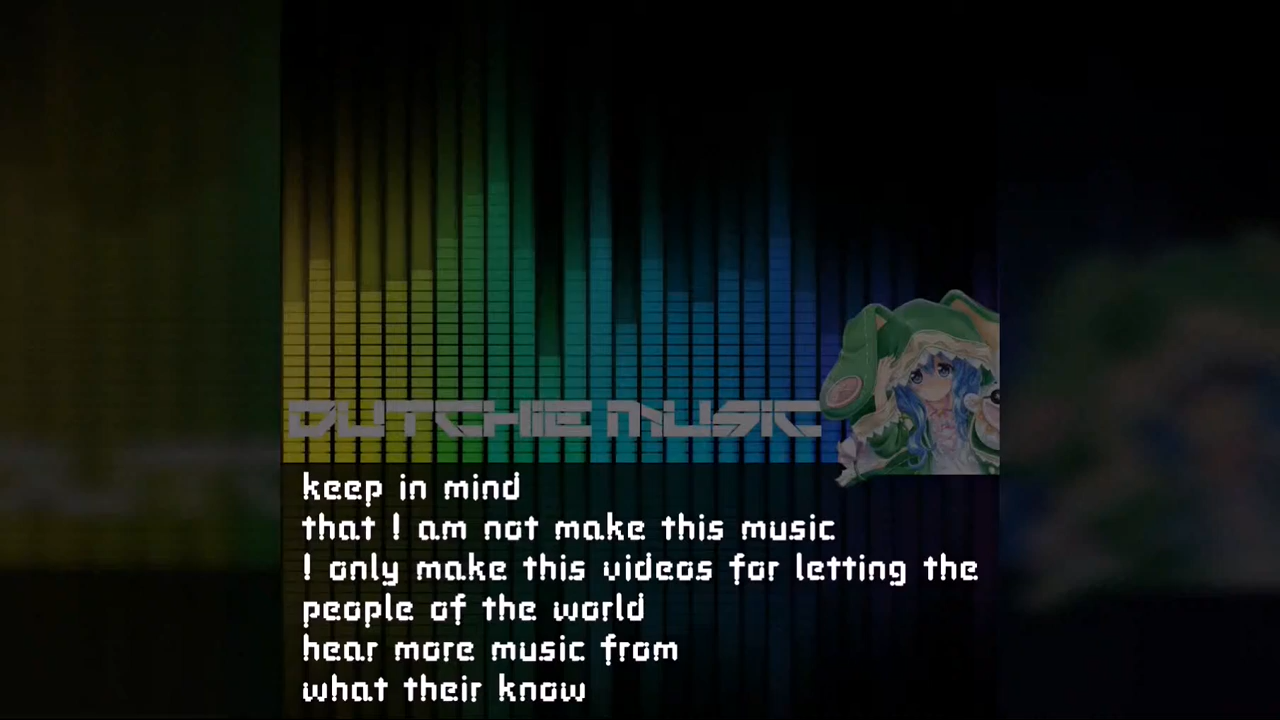 DUTCHIE MUSIC
keep in mind
that I am not make this music
I only make this videos for letting the
people of the world
hear more music from
what their know